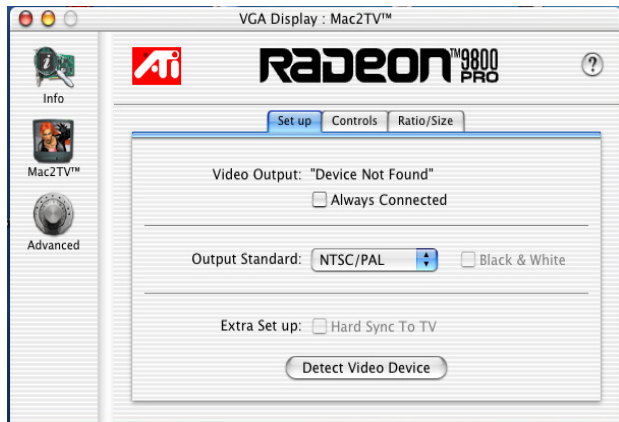 VGA Display : Mac2TV™
Info
Mac2TV™
Advanced
ATi
RADEON™ 9800 PRO
?
Set up
Controls
Ratio/Size
Video Output: "Device Not Found"
Always Connected
Output Standard: NTSC/PAL
Black & White
Extra Set up: Hard Sync To TV
Detect Video Device